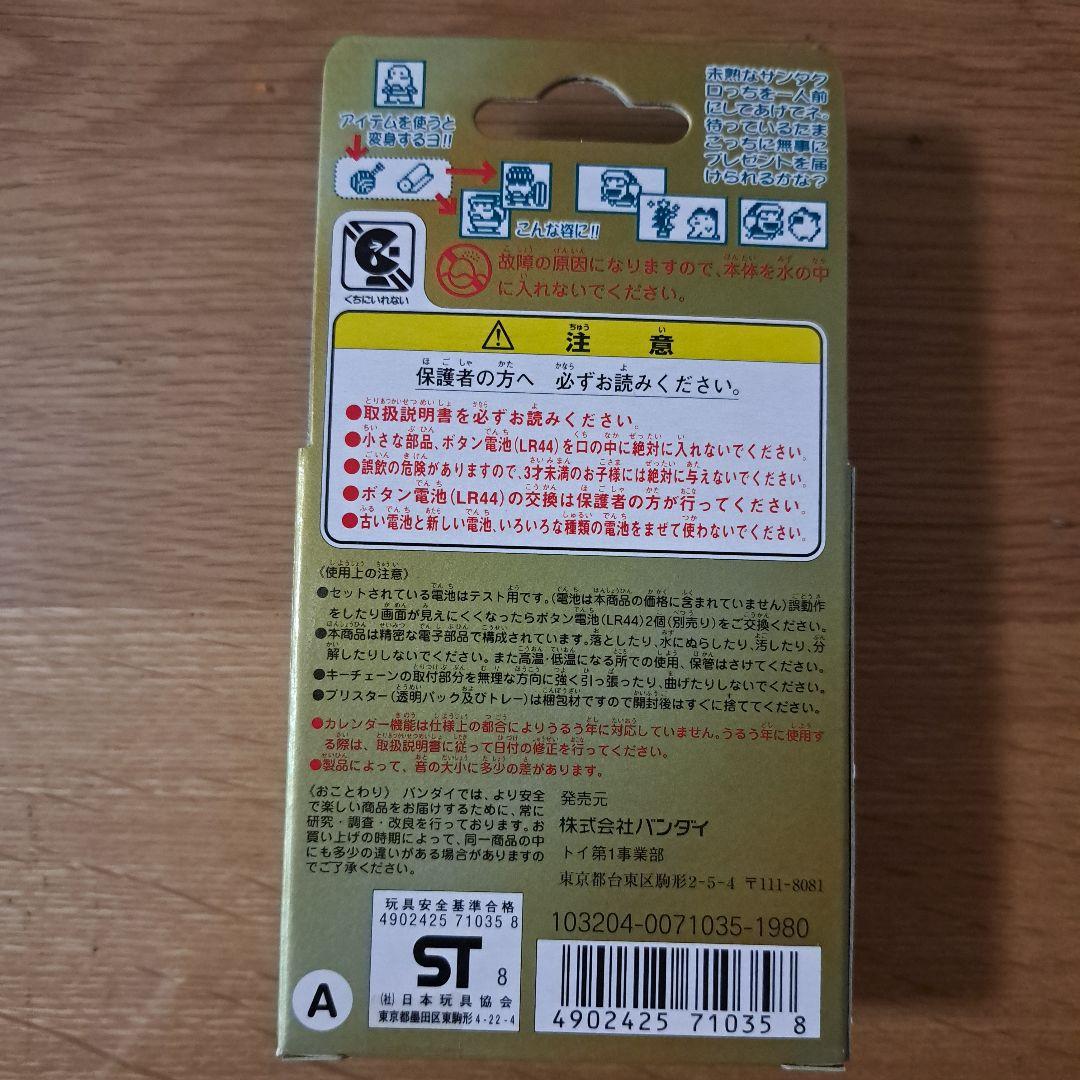 未熟なサンタク
ロっちを一人前
にしてあげてネ。
待っているたま
ごっちに無事に
プレゼントを届
けられるかな?
アイテムを使うと
変身するヨ!!
こんな姿に!!
くちにいれない
故障の原因になりますので、本体を水の中
に入れないでください。
注意
保護者の方へ 必ずお読みください。
●取扱説明書を必ずお読みください。
●小さな部品、ボタン電池(LR44)を口の中に絶対に入れないでください。
●誤飲の危険がありますので、3才未満のお子様には絶対に与えないでください。
●ボタン電池(LR44)の交換は保護者の方が行ってください。
●古い電池と新しい電池、いろいろな種類の電池をまぜて使わないでください。
〈使用上の注意〉
●セットされている電池はテスト用です。(電池は本商品の価格に含まれていません)誤動作
をしたり画面が見えにくくなったらボタン電池(LR44)2個(別売り)をご交換ください。
●本商品は精密な電子部品で構成されています。落としたり、水にぬらしたり、汚したり、分
解したりしないでください。また高温・低温になる所での使用、保管はさけてください。
●キーチェーンの取付部分を無理な方向に強く引っ張ったり、曲げたりしないでください。
●ブリスター(透明パック及びトレー)は梱包材ですので開封後はすぐに捨ててください。
●カレンダー機能は仕様上の都合によりうるう年に対応していません。うるう年に使用す
る際は、取扱説明書に従って日付の修正を行ってください。
●製品によって、音の大小に多少の差があります。
〈おことわり〉 バンダイでは、より安全
で楽しい商品をお届けするために、常に
研究・調査・改良を行っております。お
買い上げの時期によって、同一商品の中
にも多少の違いがある場合がありますの
でご了承ください。
発売元
株式会社バンダイ
トイ第1事業部
東京都台東区駒形2-5-4 〒111-8081
玩具安全基準合格
4902425 71035 8
ST 8
(社)日本玩具協会
東京都墨田区東駒形4-22-4
A
103204-0071035-1980
4902425 71035 8